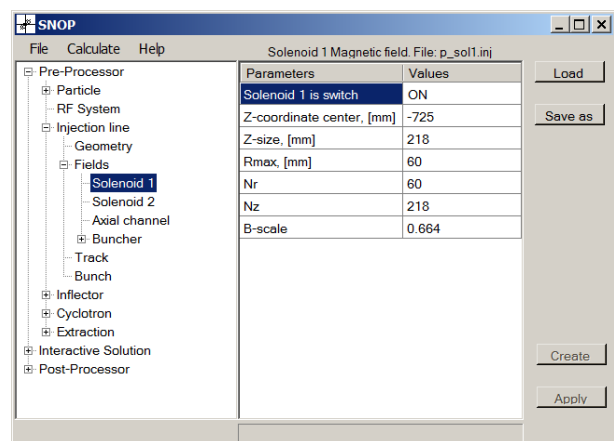 SNOP
File Calculate Help
Solenoid 1 Magnetic field. File: p_sol1.inj
Pre-Processor
Particle
RF System
Injection line
Geometry
Fields
Solenoid 1
Solenoid 2
Axial channel
Buncher
Track
Bunch
Inflector
Cyclotron
Extraction
Interactive Solution
Post-Processor
Parameters Values
Solenoid 1 is switch ON
Z-coordinate center, [mm] -725
Z-size, [mm] 218
Rmax, [mm] 60
Nr 60
Nz 218
B-scale 0.664
Load
Save as
Create
Apply